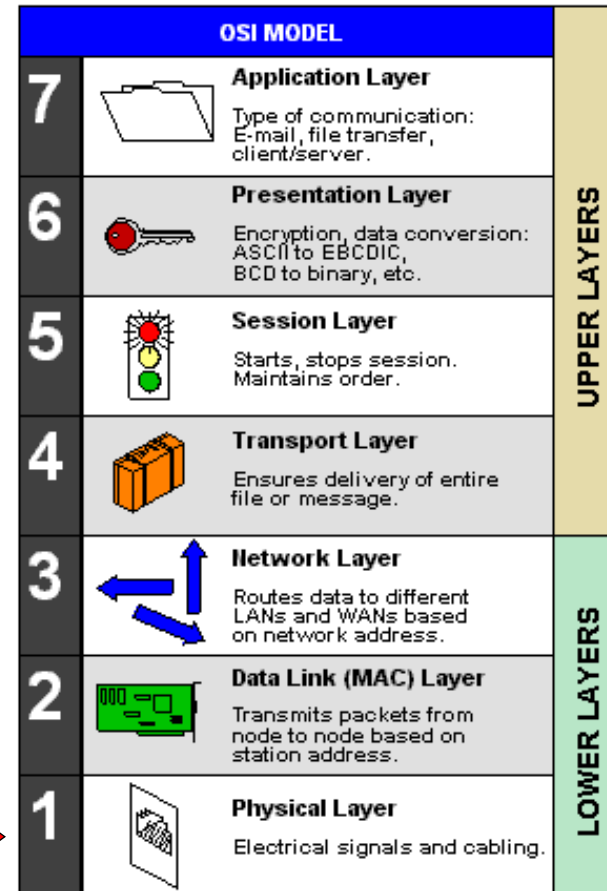 OSI MODEL
7
Application Layer
Type of communication:
E-mail, file transfer,
client/server.
6
Presentation Layer
Encryption, data conversion:
ASCII to EBCDIC,
BCD to binary, etc.
5
Session Layer
Starts, stops session.
Maintains order.
4
Transport Layer
Ensures delivery of entire
file or message.
UPPER LAYERS
3
Network Layer
Routes data to different
LANs and WANs based
on network address.
2
Data Link (MAC) Layer
Transmits packets from
node to node based on
station address.
1
Physical Layer
Electrical signals and cabling.
LOWER LAYERS